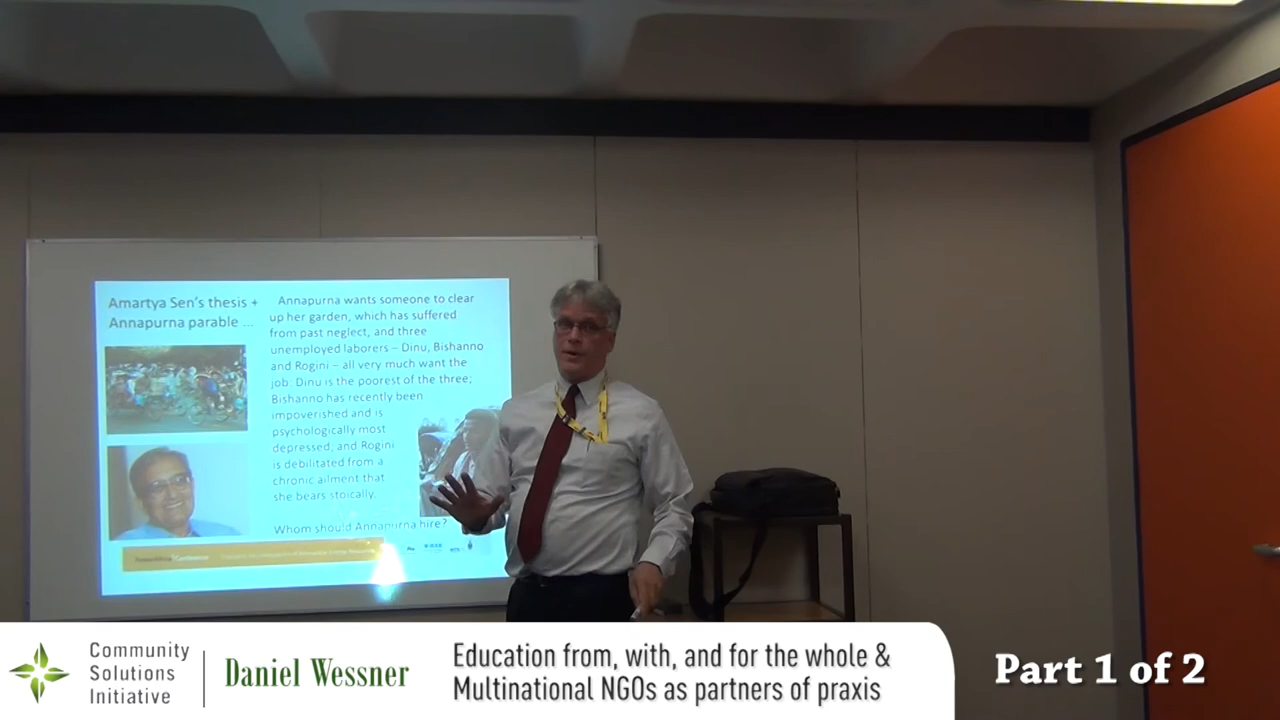 Amartya Sen's thesis +
Annapurna parable ...
Annapurna wants someone to clear
up her garden, which has suffered
from past neglect, and three
unemployed laborers – Dinu, Bishanno
and Rogini – all very much want the
job: Dinu is the poorest of the three;
Bishanno has recently been
impoverished and is
psychologically most
depressed, and Rogini
is debilitated from a
chronic ailment that
she bears stoically.
Whom should Annapurna hire?
Community
Solutions
Initiative
Daniel Wessner
Education from, with, and for the whole &
Multinational NGOs as partners of praxis
Part 1 of 2